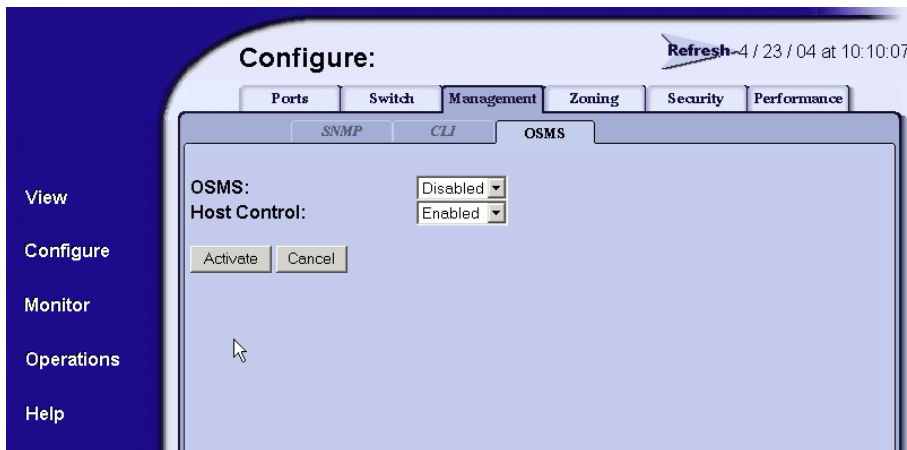 Configure:
Refresh-4 / 23 / 04 at 10:10:07
Ports Switch Management Zoning Security Performance
SNMP CLI OSMS
OSMS: Disabled
Host Control: Enabled
Activate Cancel
View
Configure
Monitor
Operations
Help